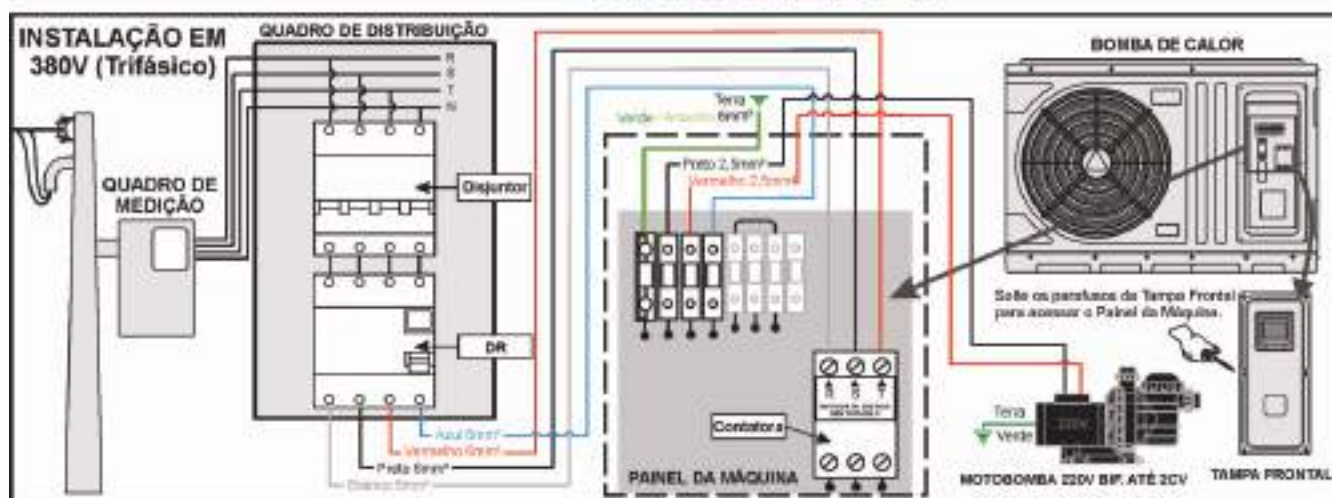 INSTALAÇÃO EM
380V (Trifásico)
QUADRO DE DISTRIBUIÇÃO
R
S
T
N
Disjuntor
DR
QUADRO DE
MEDIÇÃO
Azul 6mm²
Vermelho 6mm²
Preto 6mm²
Branco 6mm²
Terra
Verde/Amarelo 6mm²
Preto 2,5mm²
Vermelho 2,5mm²
R S T
Contatora
PAINEL DA MÁQUINA
BOMBA DE CALOR
Solte os parafusos da Tampa Frontal
para acessar o Painel da Máquina.
Terra
Verde
MOTOBOMBA 220V BIF. ATÉ 2CV
TAMPA FRONTAL